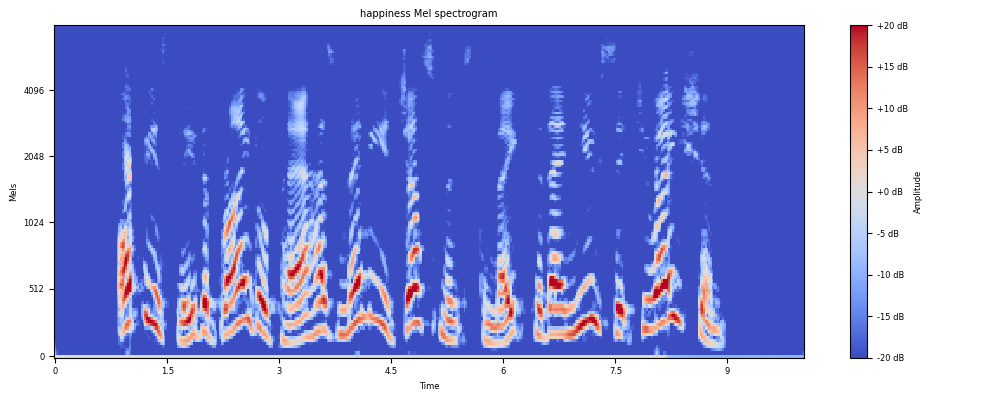 happiness Mel spectrogram
+20 dB
+15 dB
+10 dB
+5 dB
+0 dB
-5 dB
-10 dB
-15 dB
-20 dB
Amplitude
4096
2048
1024
512
0
Mels
0 1.5 3 4.5 6 7.5 9
Time